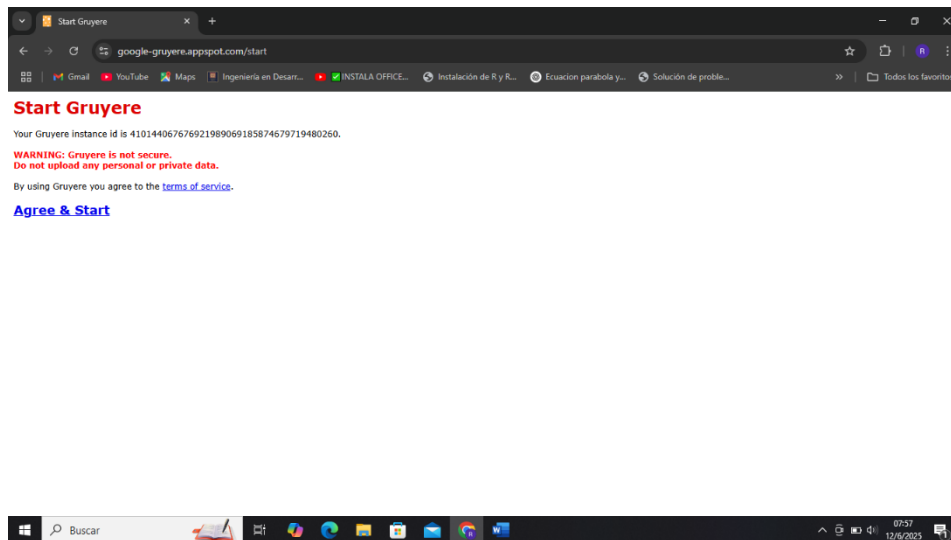 Start Gruyere
google-gruyere.appspot.com/start
Gmail YouTube Maps Ingeniería en Desarr... INSTALA OFFICE... Instalación de R y R... Ecuacion parabola y... Solución de proble... » Todos los favoritos
Start Gruyere
Your Gruyere instance id is 410144067676921989069185874679719480260.
WARNING: Gruyere is not secure.
Do not upload any personal or private data.
By using Gruyere you agree to the terms of service.
Agree & Start
Buscar
07:57
12/6/2025